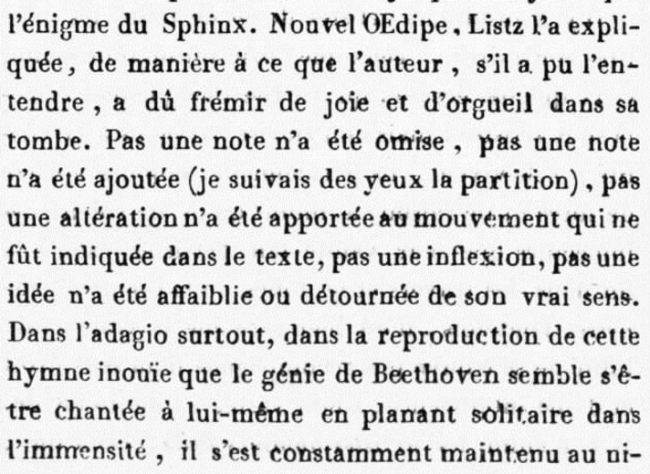 l'énigme du Sphinx. Nouvel OEdipe, Listz l'a expli-
quée, de manière à ce que l'auteur, s'il a pu l'en-
tendre, a dû frémir de joie et d'orgueil dans sa
tombe. Pas une note n'a été omise, pas une note
n'a été ajoutée (je suivais des yeux la partition), pas
une altération n'a été apportée au mouvement qui ne
fût indiquée dans le texte, pas une inflexion, pas une
idée n'a été affaiblie ou détournée de son vrai sens.
Dans l'adagio surtout, dans la reproduction de cette
hymne inouïe que le génie de Beethoven semble s'ê-
tre chantée à lui-même en planant solitaire dans
l'immensité, il s'est constamment maintenu au ni-